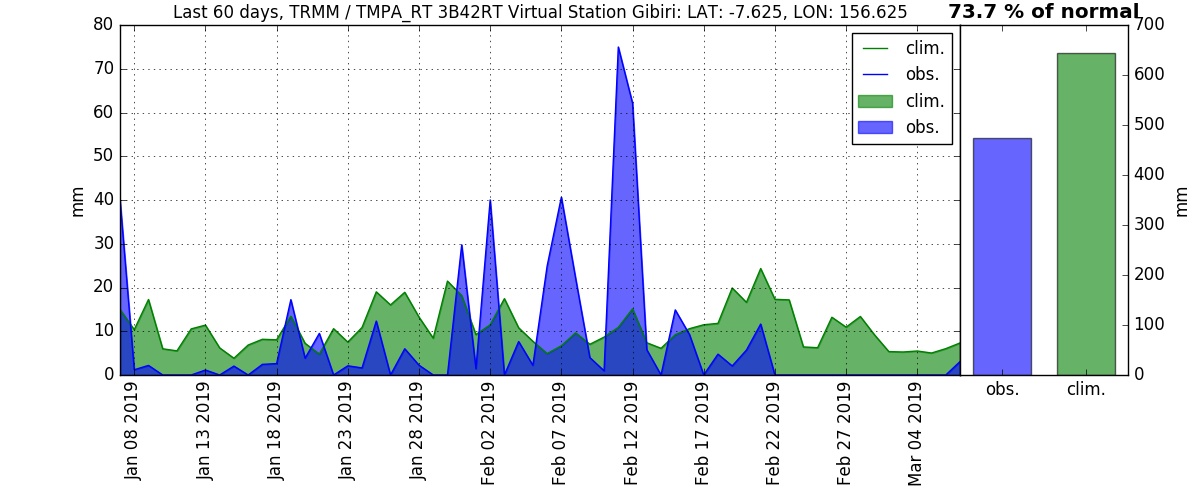 Last 60 days, TRMM / TMPA_RT 3B42RT Virtual Station Gibiri: LAT: -7.625, LON: 156.625
73.7 % of normal
80
70
60
50
40
30
20
10
0
mm
clim.
obs.
clim.
obs.
Jan 08 2019
Jan 13 2019
Jan 18 2019
Jan 23 2019
Jan 28 2019
Feb 02 2019
Feb 07 2019
Feb 12 2019
Feb 17 2019
Feb 22 2019
Feb 27 2019
Mar 04 2019
700
600
500
400
300
200
100
0
mm
obs.
clim.